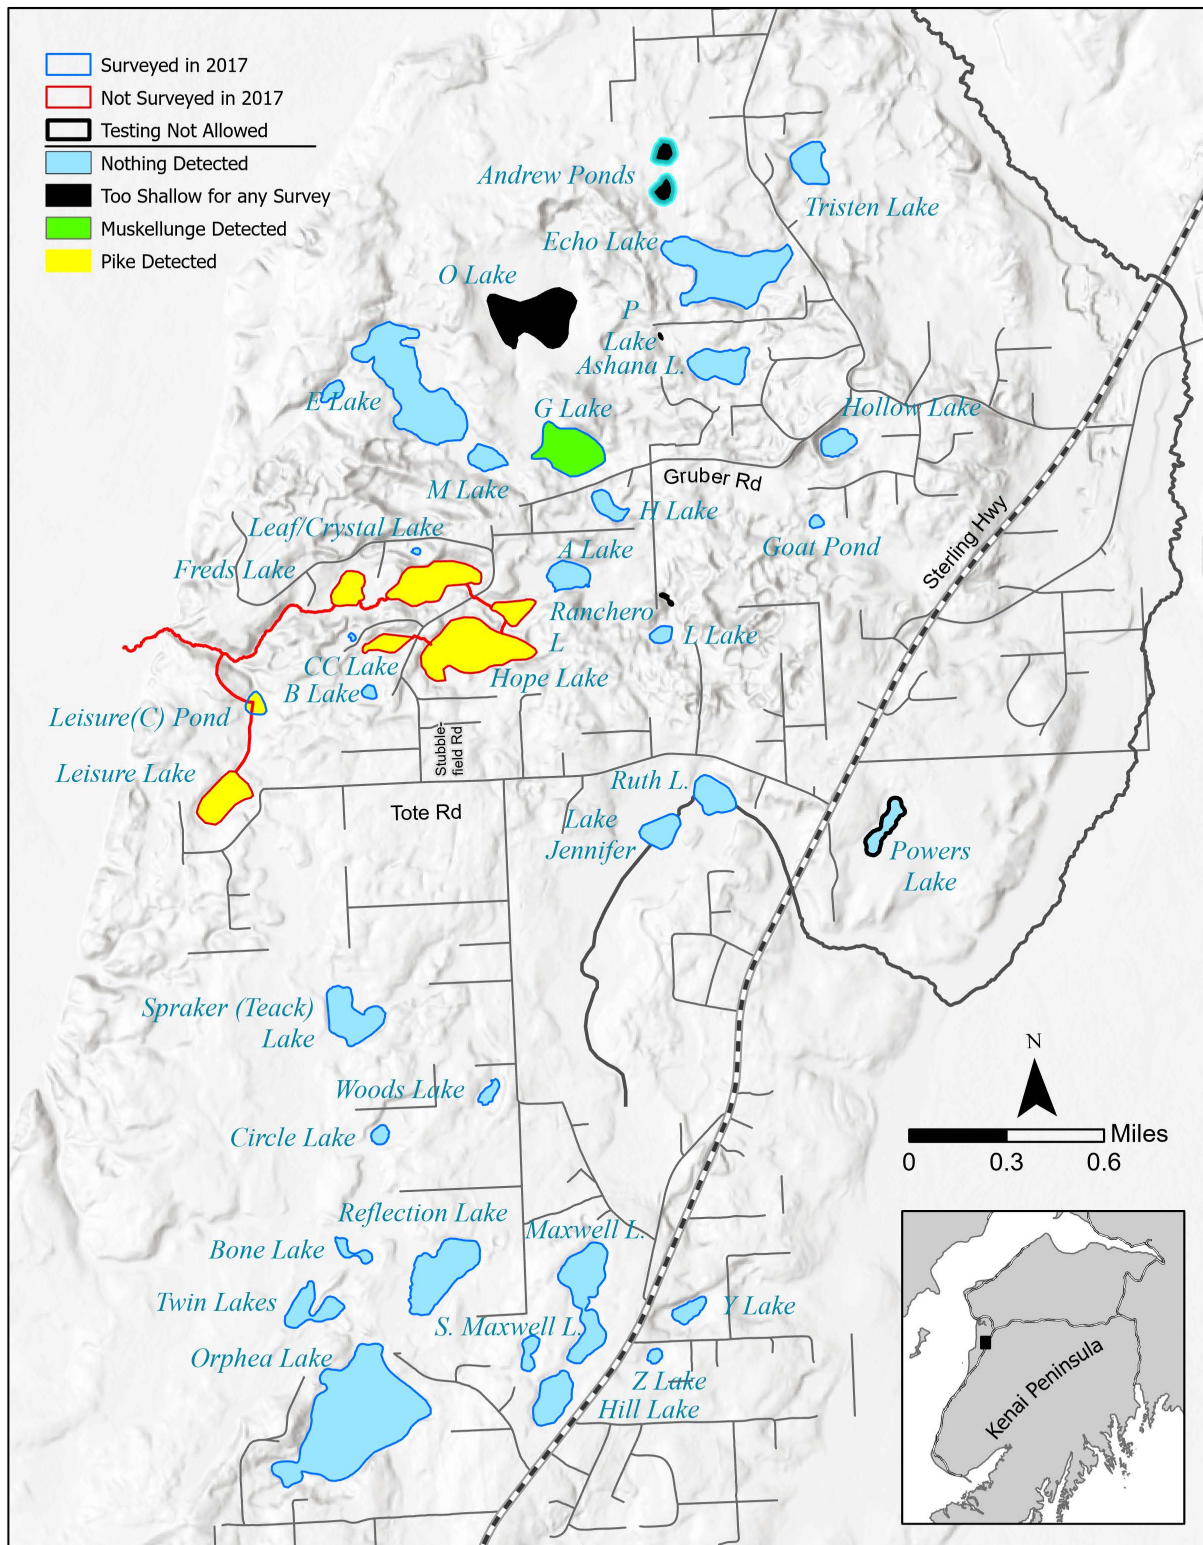 Surveyed in 2017
Not Surveyed in 2017
Testing Not Allowed
Nothing Detected
Too Shallow for any Survey
Muskellunge Detected
Pike Detected
Andrew Ponds
Tristen Lake
Echo Lake
O Lake
P
Lake
Ashana L.
E Lake
G Lake
Hollow Lake
M Lake
Gruber Rd
H Lake
Leaf/Crystal Lake
A Lake
Goat Pond
Sterling Hwy
Freds Lake
Ranchero
L
L Lake
CC Lake
Hope Lake
B Lake
Leisure(C) Pond
Stubble-
field Rd
Leisure Lake
Ruth L.
Tote Rd
Lake
Jennifer
Powers
Lake
Spraker (Teack)
Lake
N
Woods Lake
Miles
0 0.3 0.6
Circle Lake
Reflection Lake
Maxwell L.
Bone Lake
Twin Lakes
Y Lake
S. Maxwell L.
Orphea Lake
Z Lake
Hill Lake
Kenai Peninsula